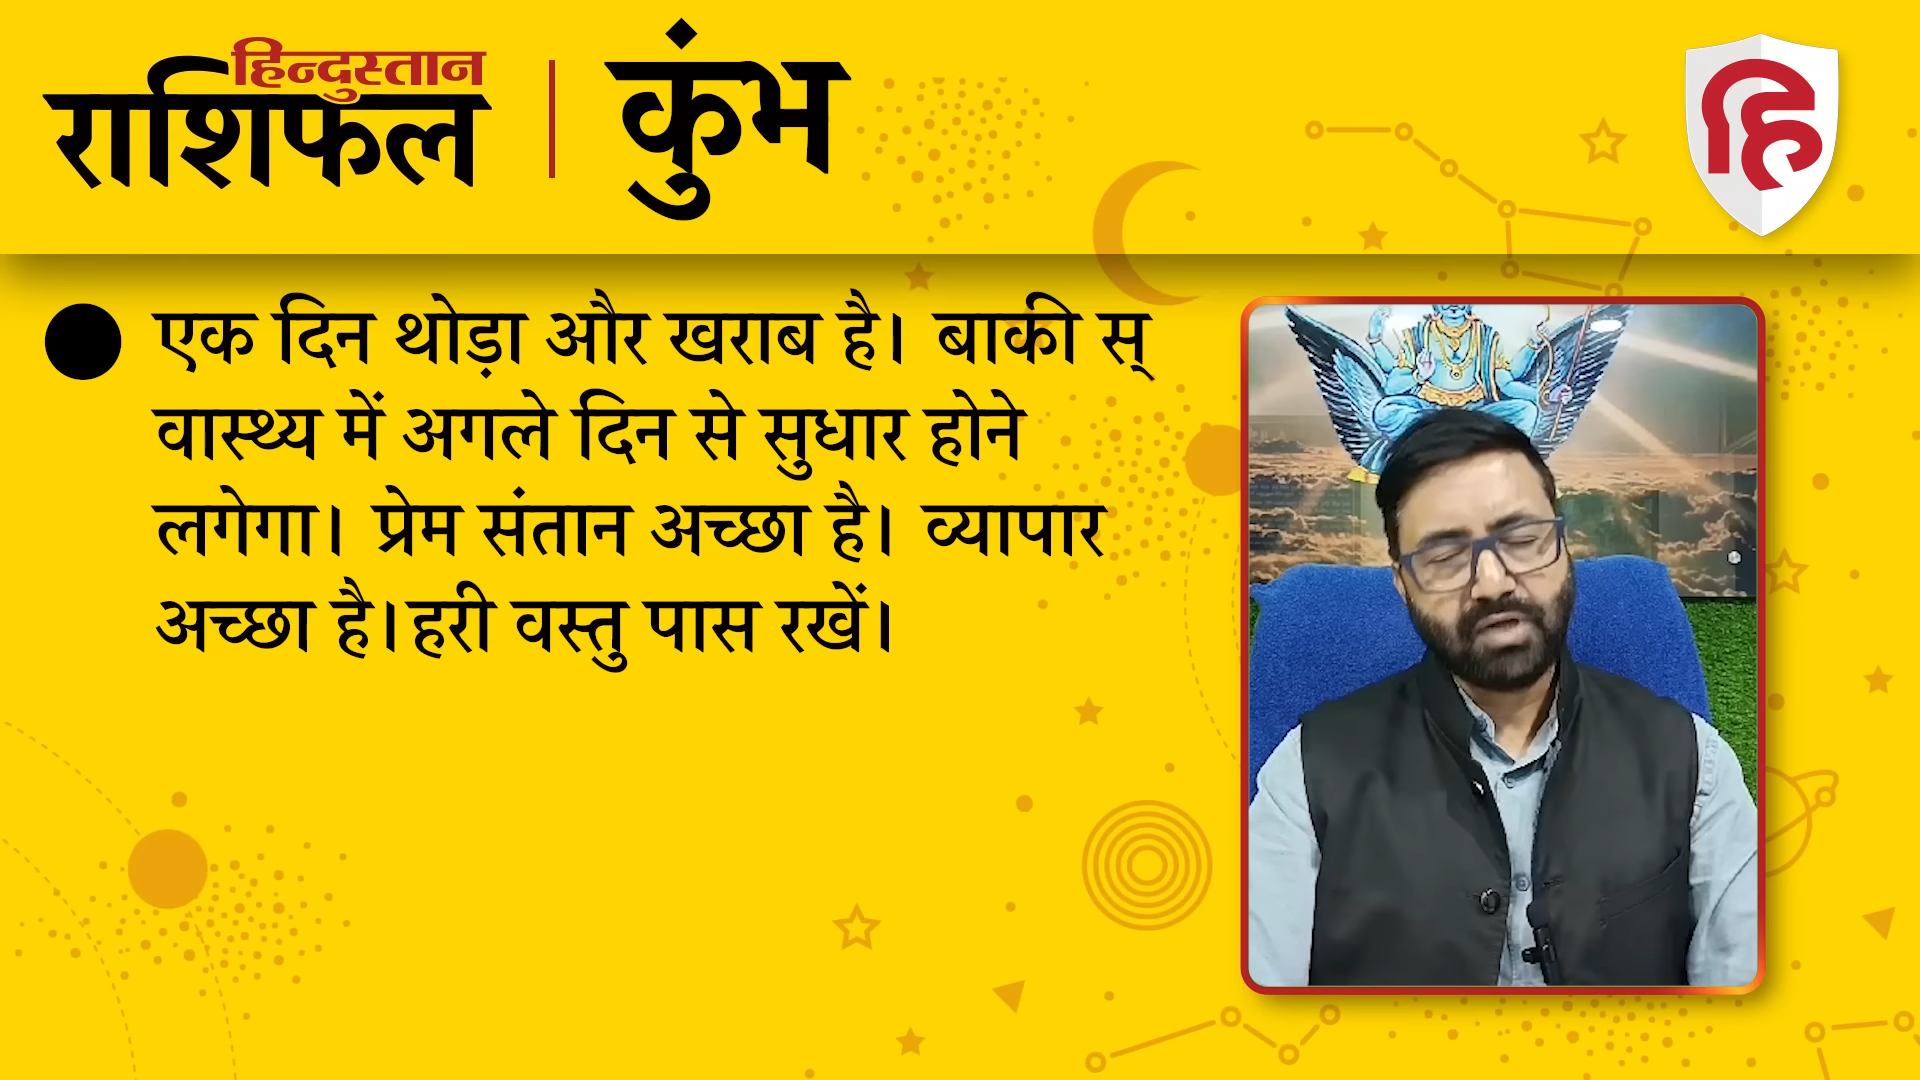 हिन्दुस्तान
राशिफल
कुंभ
हि
एक दिन थोड़ा और खराब है। बाकी स्
वास्थ्य में अगले दिन से सुधार होने
लगेगा। प्रेम संतान अच्छा है। व्यापार
अच्छा है।हरी वस्तु पास रखें।